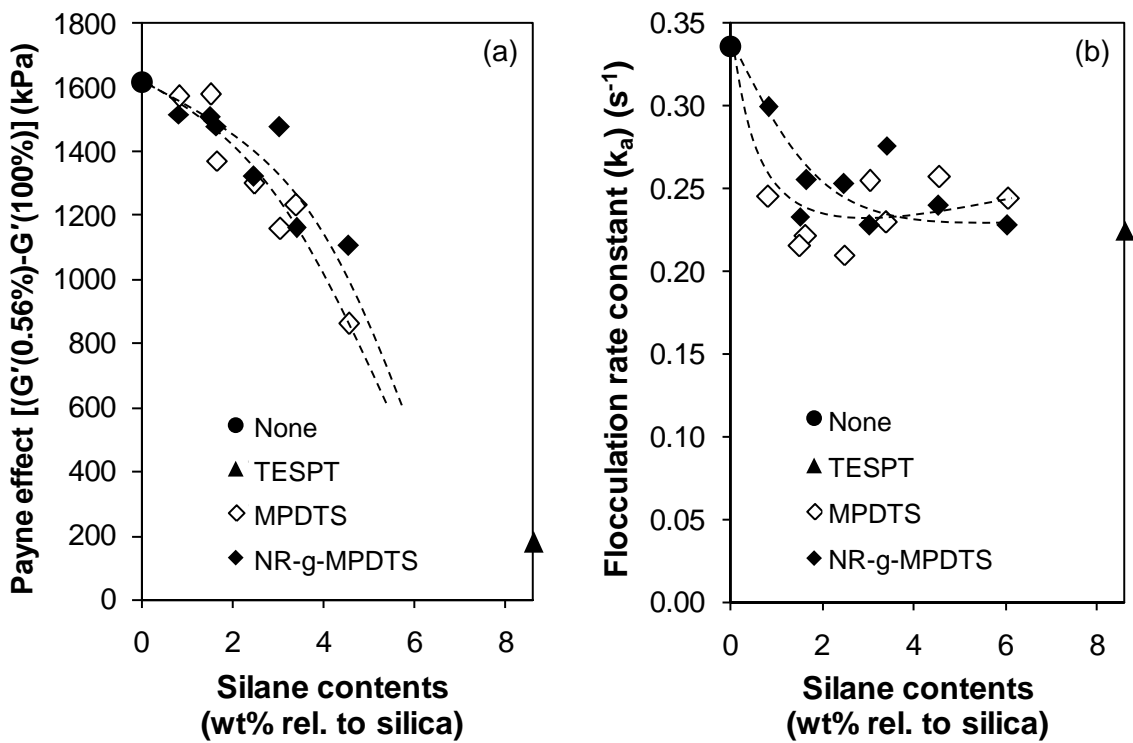 (a)
Payne effect [(G′(0.56%)-G′(100%)] (kPa)
1800
1600
1400
1200
1000
800
600
400
200
0
None
TESPT
MPDTS
NR-g-MPDTS
0 2 4 6 8
Silane contents
(wt% rel. to silica)
(b)
Flocculation rate constant (ka) (s-1)
0.35
0.30
0.25
0.20
0.15
0.10
0.05
0.00
None
TESPT
MPDTS
NR-g-MPDTS
0 2 4 6 8
Silane contents
(wt% rel. to silica)